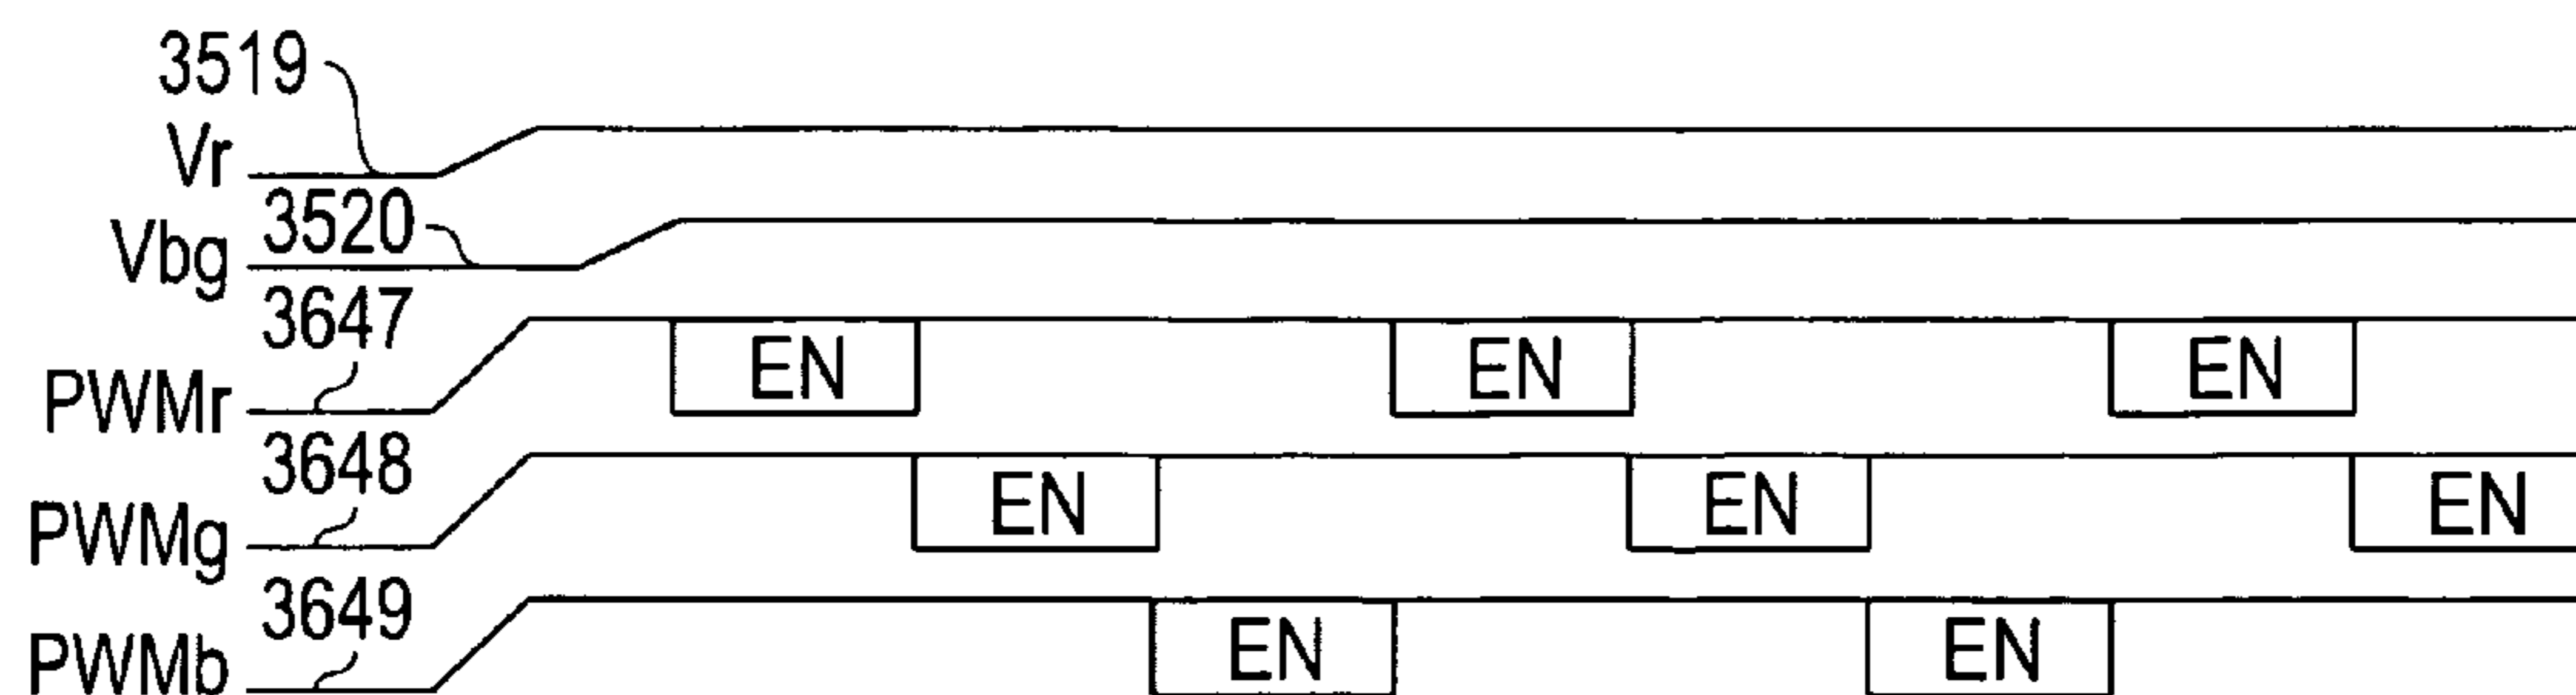 3519
Vr
3520
Vbg
3647
PWMr EN EN EN
3648
PWMg EN EN EN
3649
PWMb EN EN